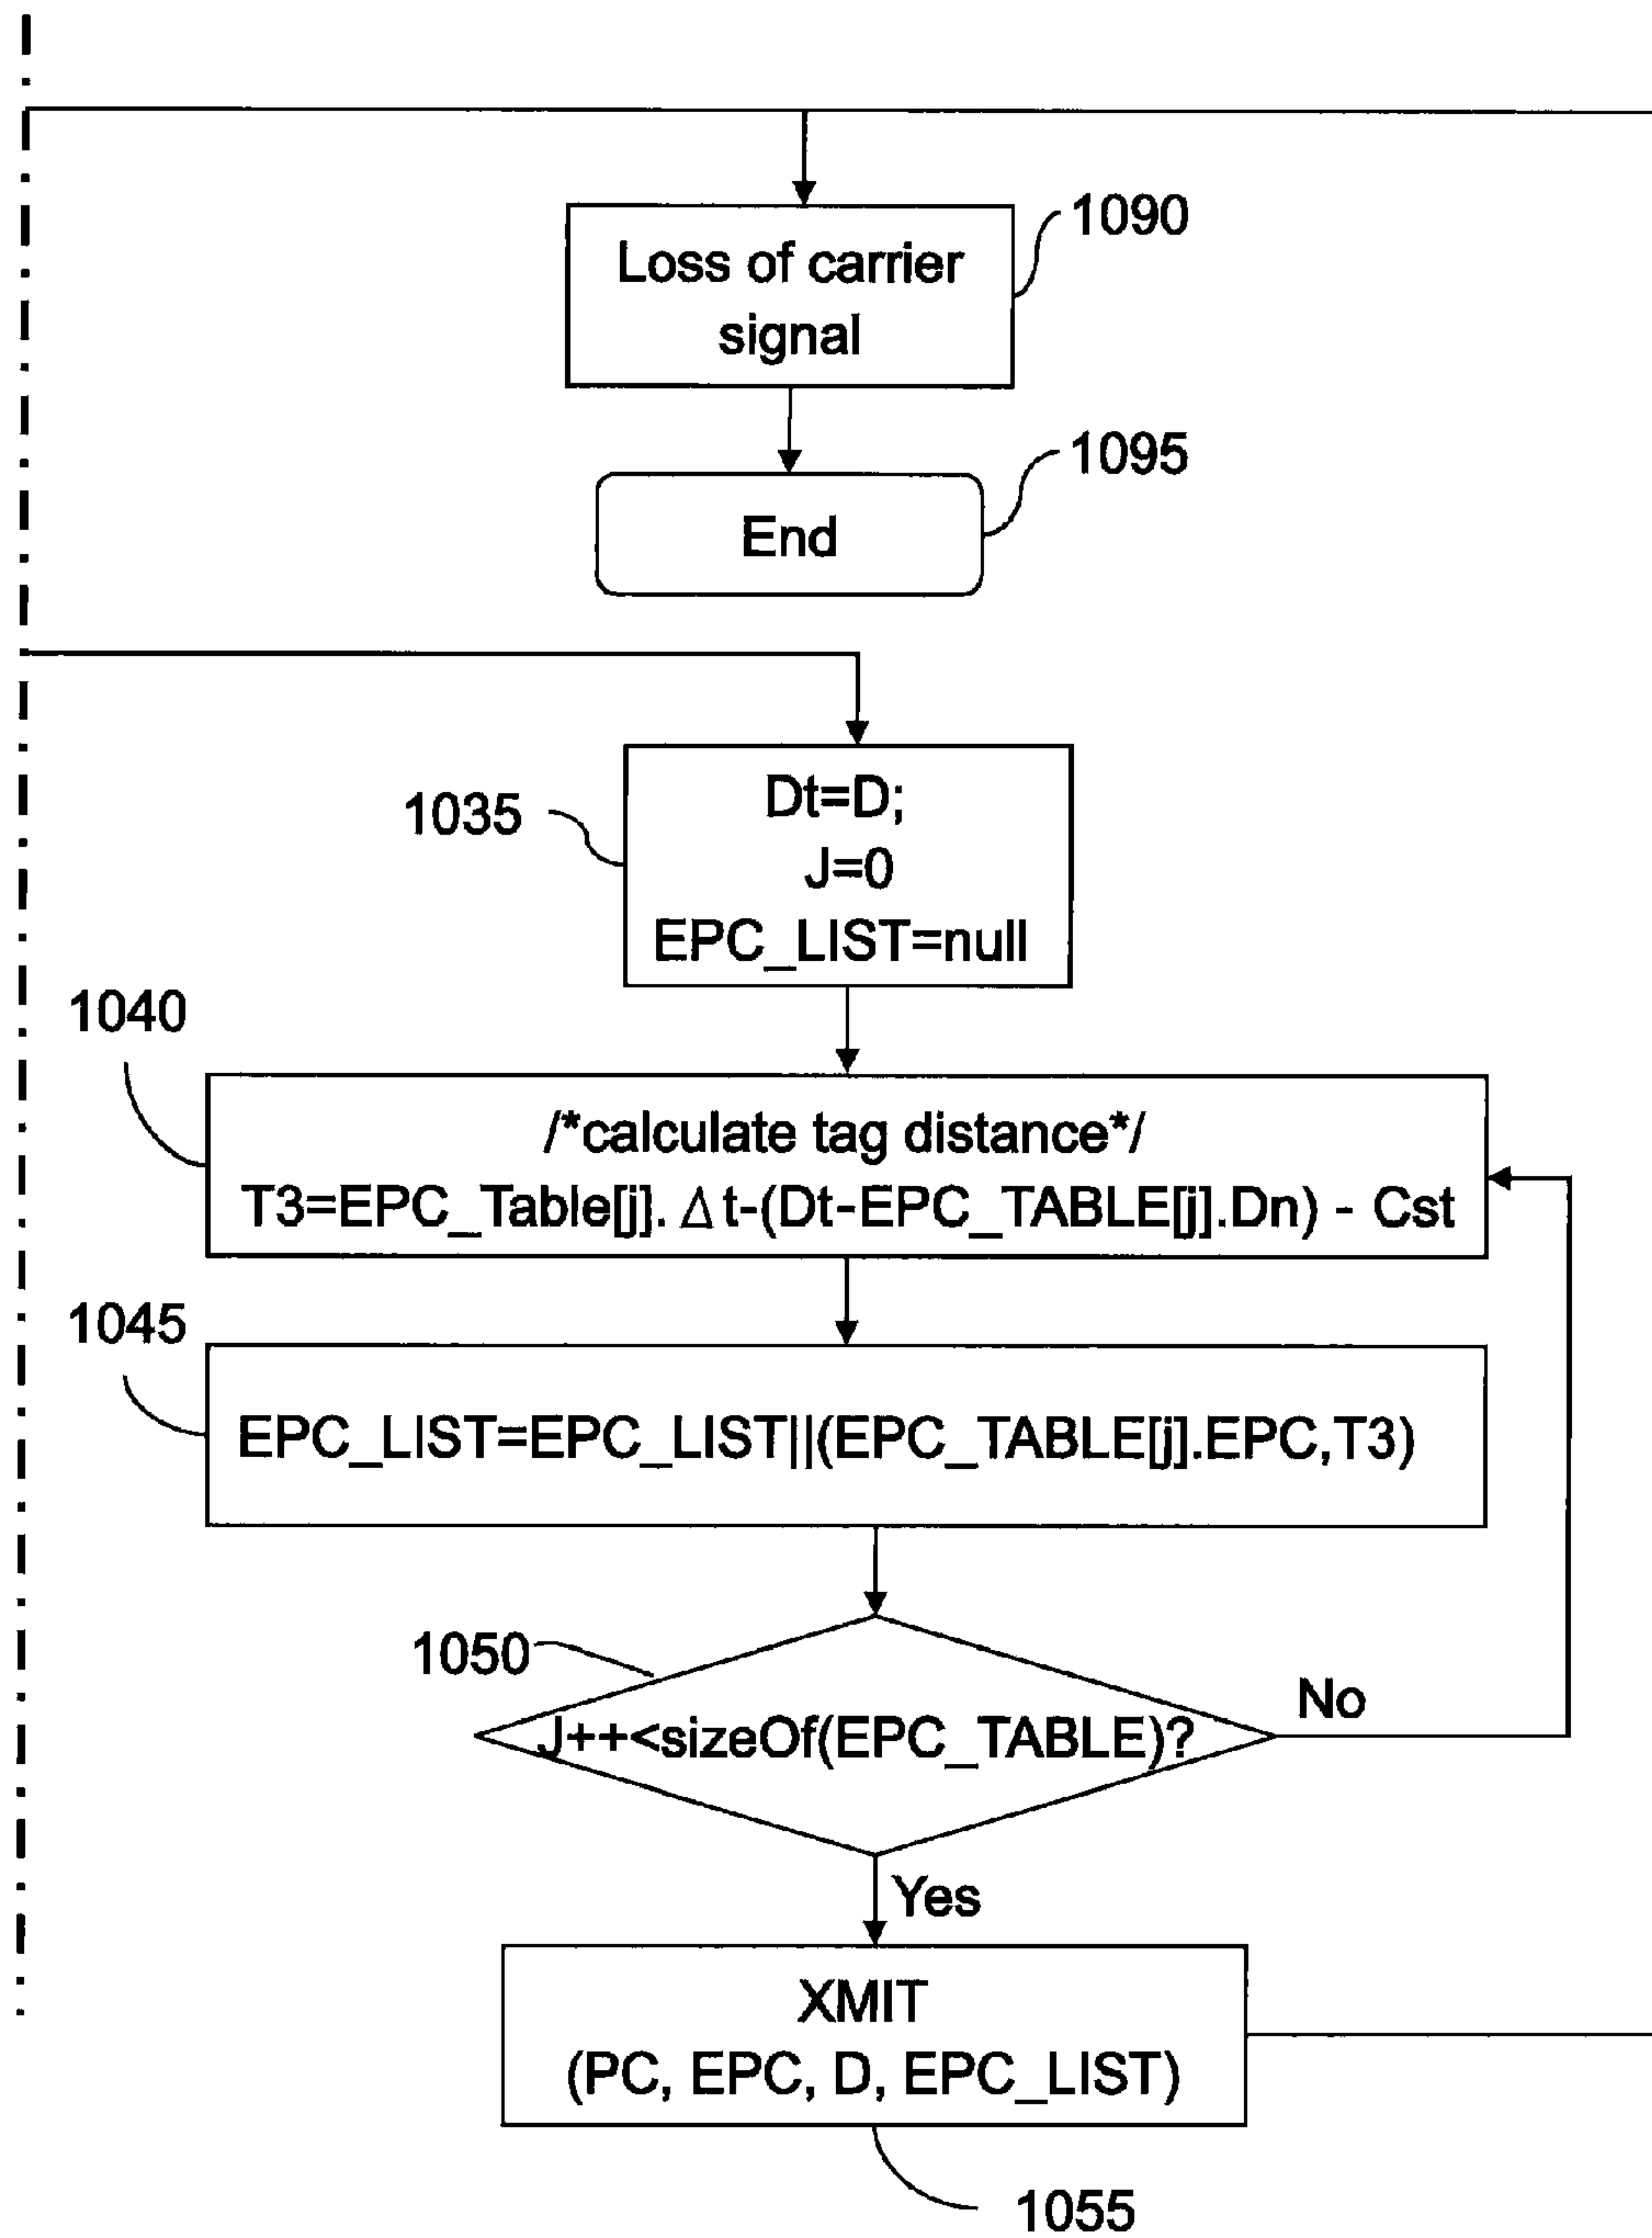 1090
Loss of carrier
signal
1095
End
1035
Dt=D;
J=0
EPC_LIST=null
1040
/*calculate tag distance*/
T3=EPC_Table[j]. Δt-(Dt-EPC_TABLE[j].Dn) - Cst
1045
EPC_LIST=EPC_LIST||(EPC_TABLE[j].EPC,T3)
1050
J++<sizeOf(EPC_TABLE)?
No
Yes
XMIT
(PC, EPC, D, EPC_LIST)
1055